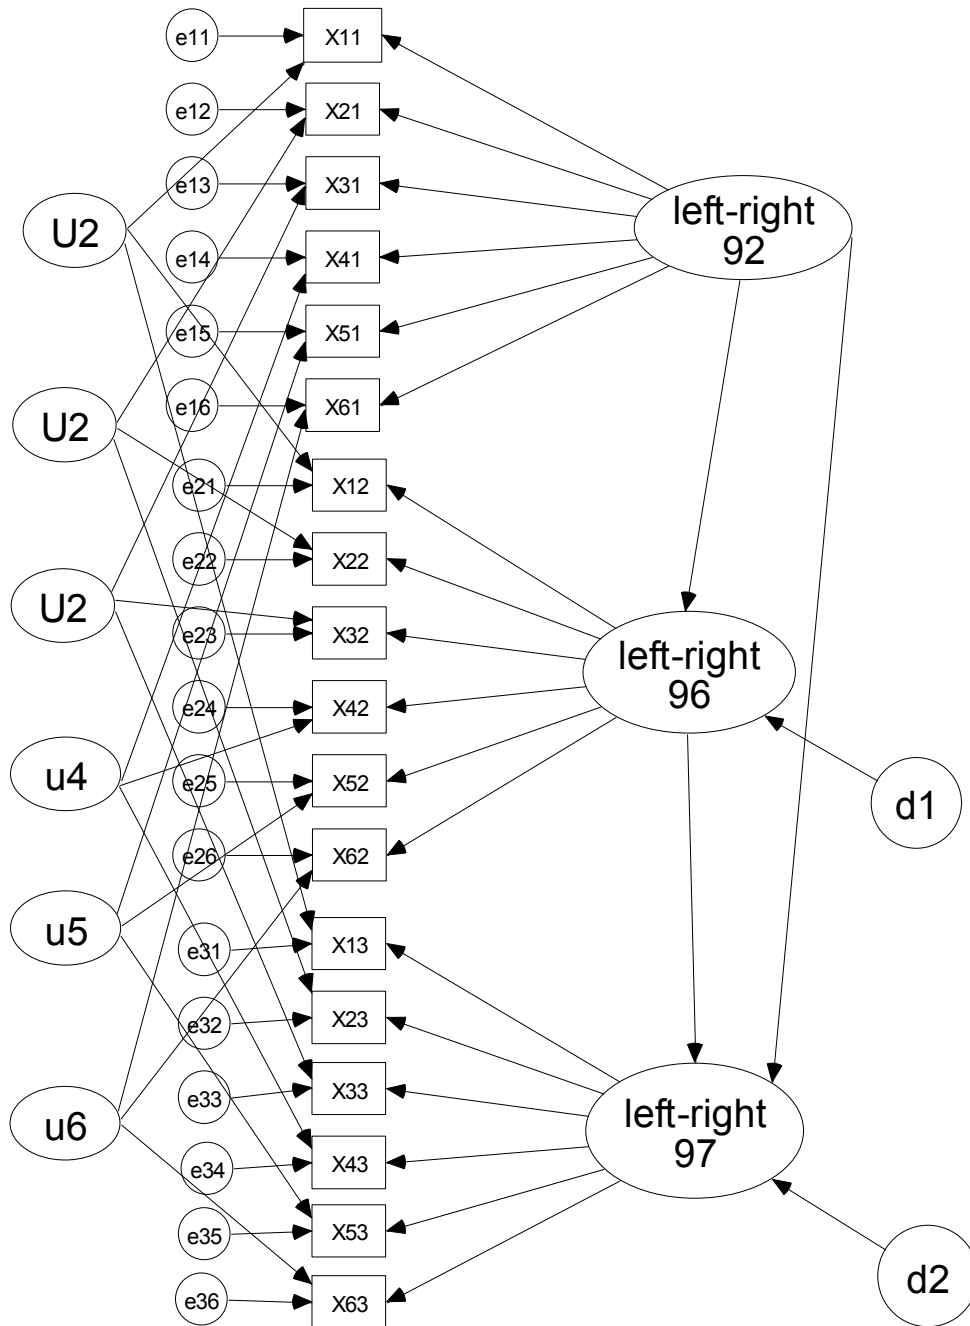 e11 X11
e12 X21
e13 X31
left-right
92
U2
e14 X41
e15 X51
e16 X61
U2
e21 X12
e22 X22
U2
e23 X32
left-right
96
e24 X42
u4
e25 X52
d1
e26 X62
u5
e31 X13
e32 X23
e33 X33
left-right
97
u6
e34 X43
e35 X53
d2
e36 X63